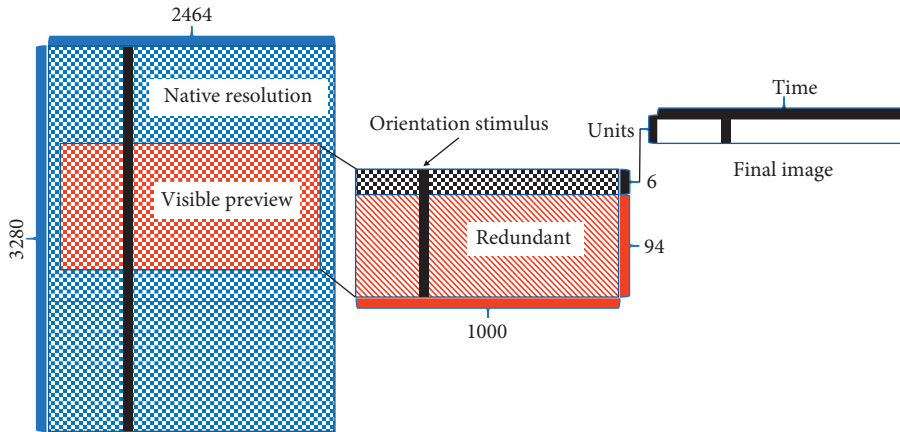 2464
3280
Native resolution
Visible preview
Orientation stimulus
Redundant
1000
6
94
Units
Time
Final image